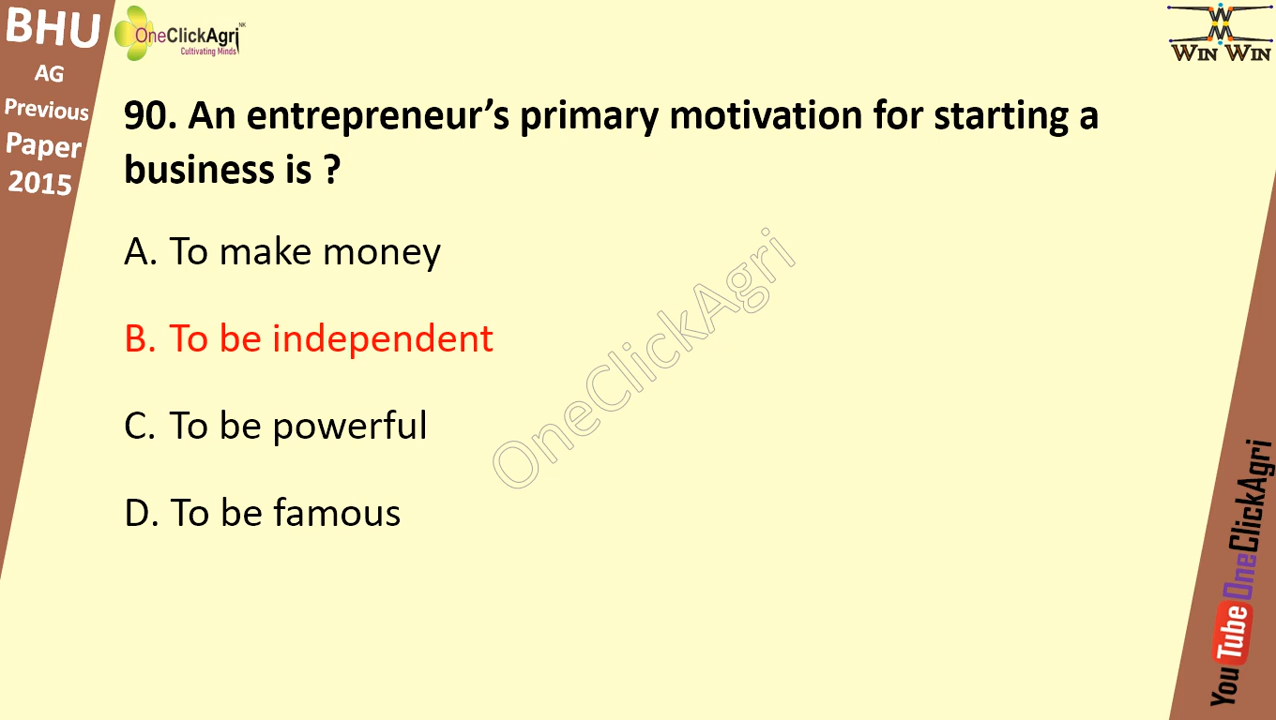 BHU
AG
Previous
Paper
2015
OneClickAgri NK
Cultivating Minds
WIN WIN
90. An entrepreneur’s primary motivation for starting a
business is ?
A. To make money
B. To be independent
C. To be powerful
D. To be famous
OneClickAgri
YouTube OneClickAgri